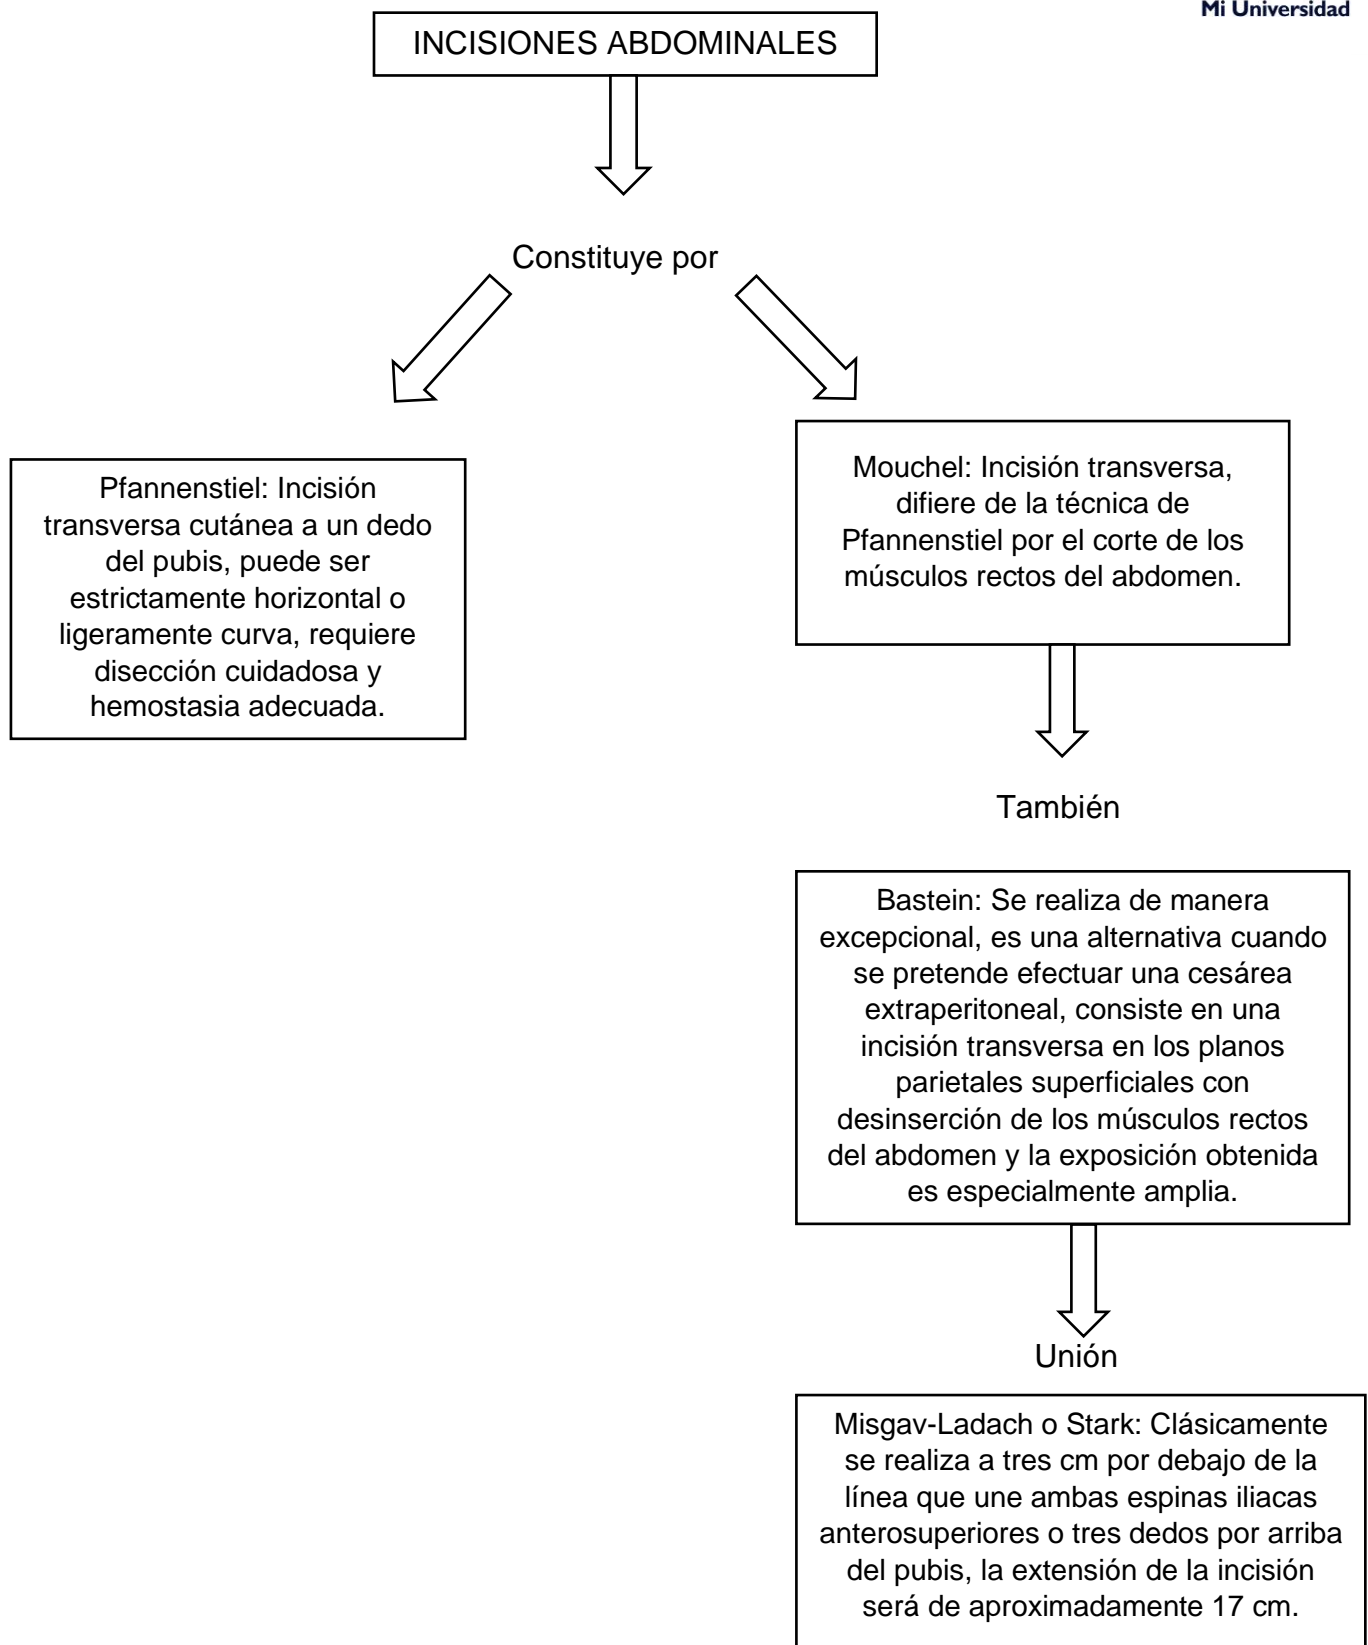 Mi Universidad
INCISIONES ABDOMINALES
Constituye por
Pfannenstiel: Incisión
transversa cutánea a un dedo
del pubis, puede ser
estrictamente horizontal o
ligeramente curva, requiere
disección cuidadosa y
hemostasia adecuada.
Mouchel: Incisión transversa,
difiere de la técnica de
Pfannenstiel por el corte de los
músculos rectos del abdomen.
También
Bastein: Se realiza de manera
excepcional, es una alternativa cuando
se pretende efectuar una cesárea
extraperitoneal, consiste en una
incisión transversa en los planos
parietales superficiales con
desinserción de los músculos rectos
del abdomen y la exposición obtenida
es especialmente amplia.
Unión
Misgav-Ladach o Stark: Clásicamente
se realiza a tres cm por debajo de la
línea que une ambas espinas iliacas
anterosuperiores o tres dedos por arriba
del pubis, la extensión de la incisión
será de aproximadamente 17 cm.